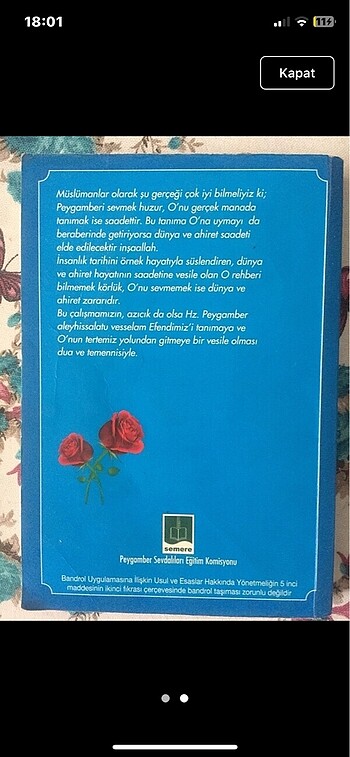 18:01
11
Kapat
Müslümanlar olarak şu gerçeği çok iyi bilmeliyiz ki;
Peygamberi sevmek huzur, O'nu gerçek manada
tanımak ise saadettir. Bu tanıma O'na uymayı da
beraberinde getiriyorsa dünya ve ahiret saadeti
elde edilecektir inşaallah.
İnsanlık tarihini örnek hayatıyla süslendiren, dünya
ve ahiret hayatının saadetine vesile olan O rehberi
bilmemek körlük, O'nu sevmemek ise dünya ve
ahiret zararıdır.
Bu çalışmamızın, azıcık da olsa Hz. Peygamber
aleyhissalatu vesselam Efendimiz'i tanımaya ve
O'nun tertemiz yolundan gitmeye bir vesile olması
dua ve temennisiyle.
semere
Peygamber Sevdalıları Eğitim Komisyonu
Bandrol Uygulamasına İlişkin Usul ve Esaslar Hakkında Yönetmeliğin 5 inci
maddesinin ikinci fıkrası çerçevesinde bandrol taşıması zorunlu değildir